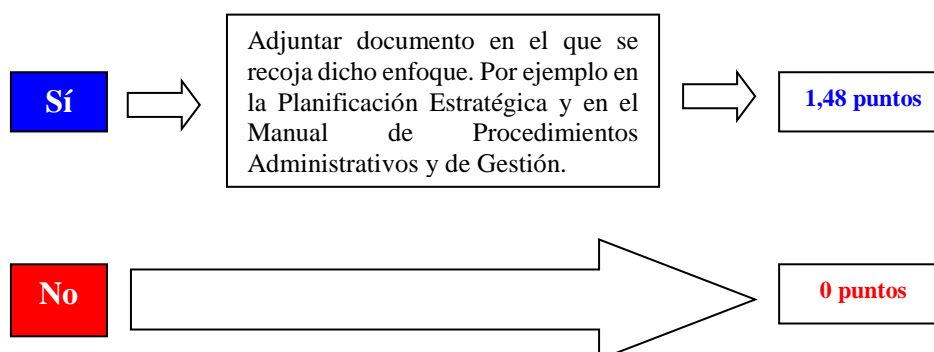 Adjuntar documento en el que se
recoja dicho enfoque. Por ejemplo en
la Planificación Estratégica y en el
Manual de Procedimientos
Administrativos y de Gestión.
Sí
1,48 puntos
No
0 puntos